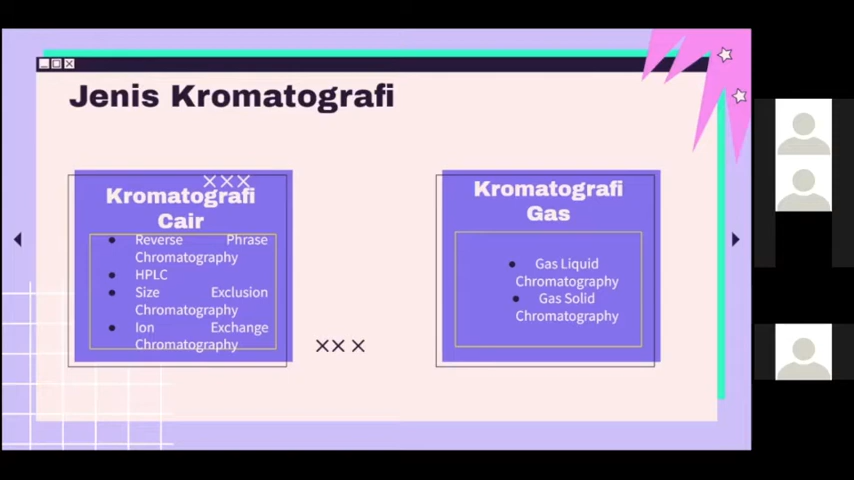 Jenis Kromatografi
Kromatografi
Cair
● Reverse Phrase
Chromatography
● HPLC
● Size Exclusion
Chromatography
● Ion Exchange
Chromatography
Kromatografi
Gas
● Gas Liquid
Chromatography
● Gas Solid
Chromatography